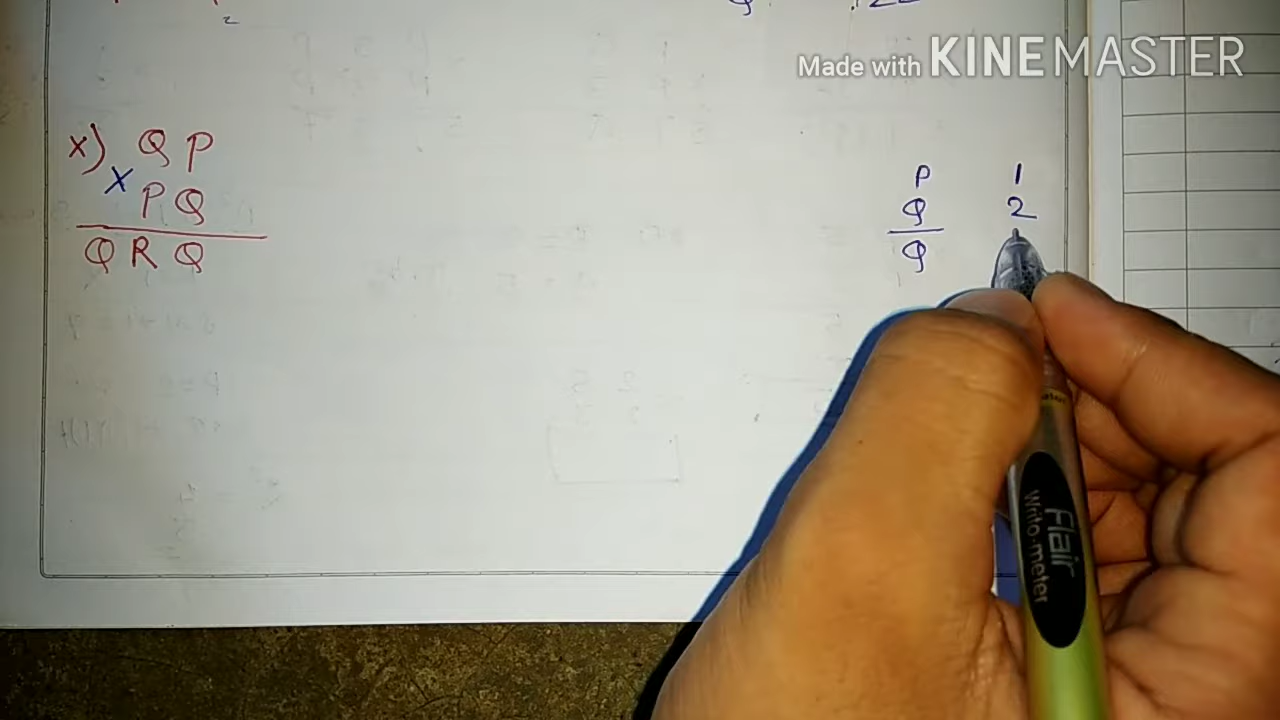 Made with KINEMASTER
X) Q P
X P Q
Q R Q
P 1
Q 2
Q
Flair
Writo-meter